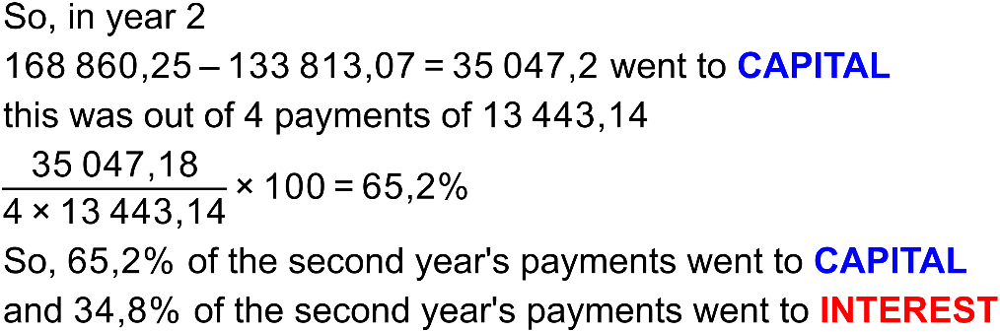 So, in year 2
168 860,25 – 133 813,07 = 35 047,2 went to CAPITAL
this was out of 4 payments of 13 443,14
35 047,18
4 × 13 443,14
× 100 = 65,2%
So, 65,2% of the second year's payments went to CAPITAL
and 34,8% of the second year's payments went to INTEREST